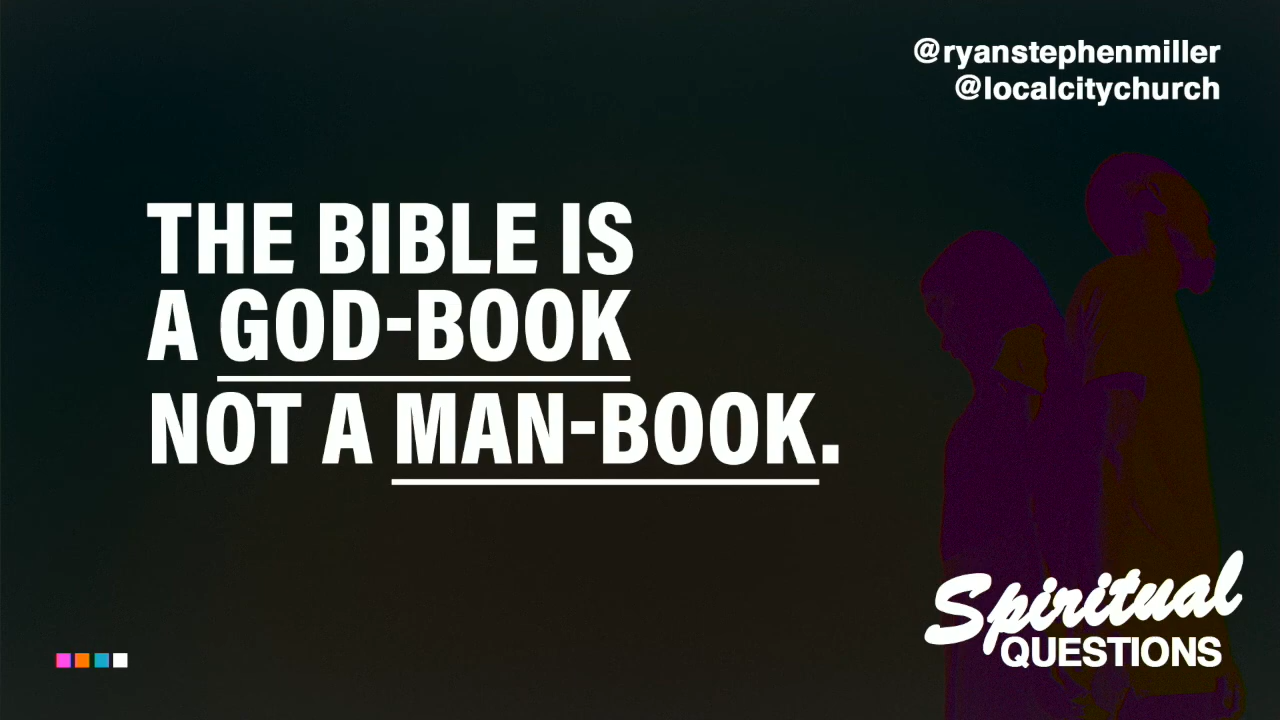 @ryanstephenmiller
@localcitychurch
THE BIBLE IS
A GOD-BOOK
NOT A MAN-BOOK.
Spiritual
QUESTIONS